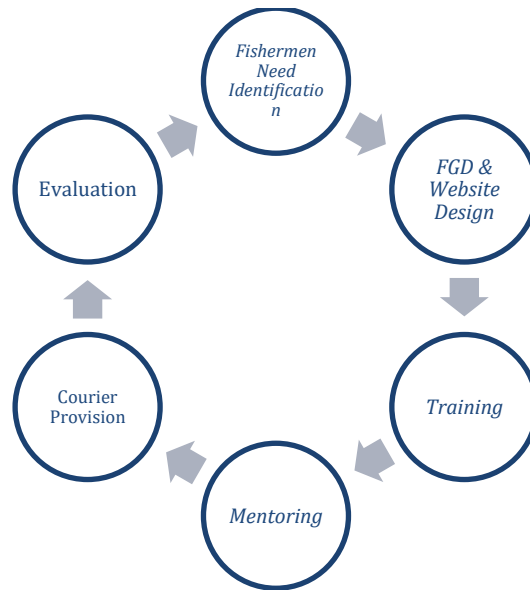 Fishermen
Need
Identificatio
n
FGD &
Website
Design
Training
Mentoring
Courier
Provision
Evaluation